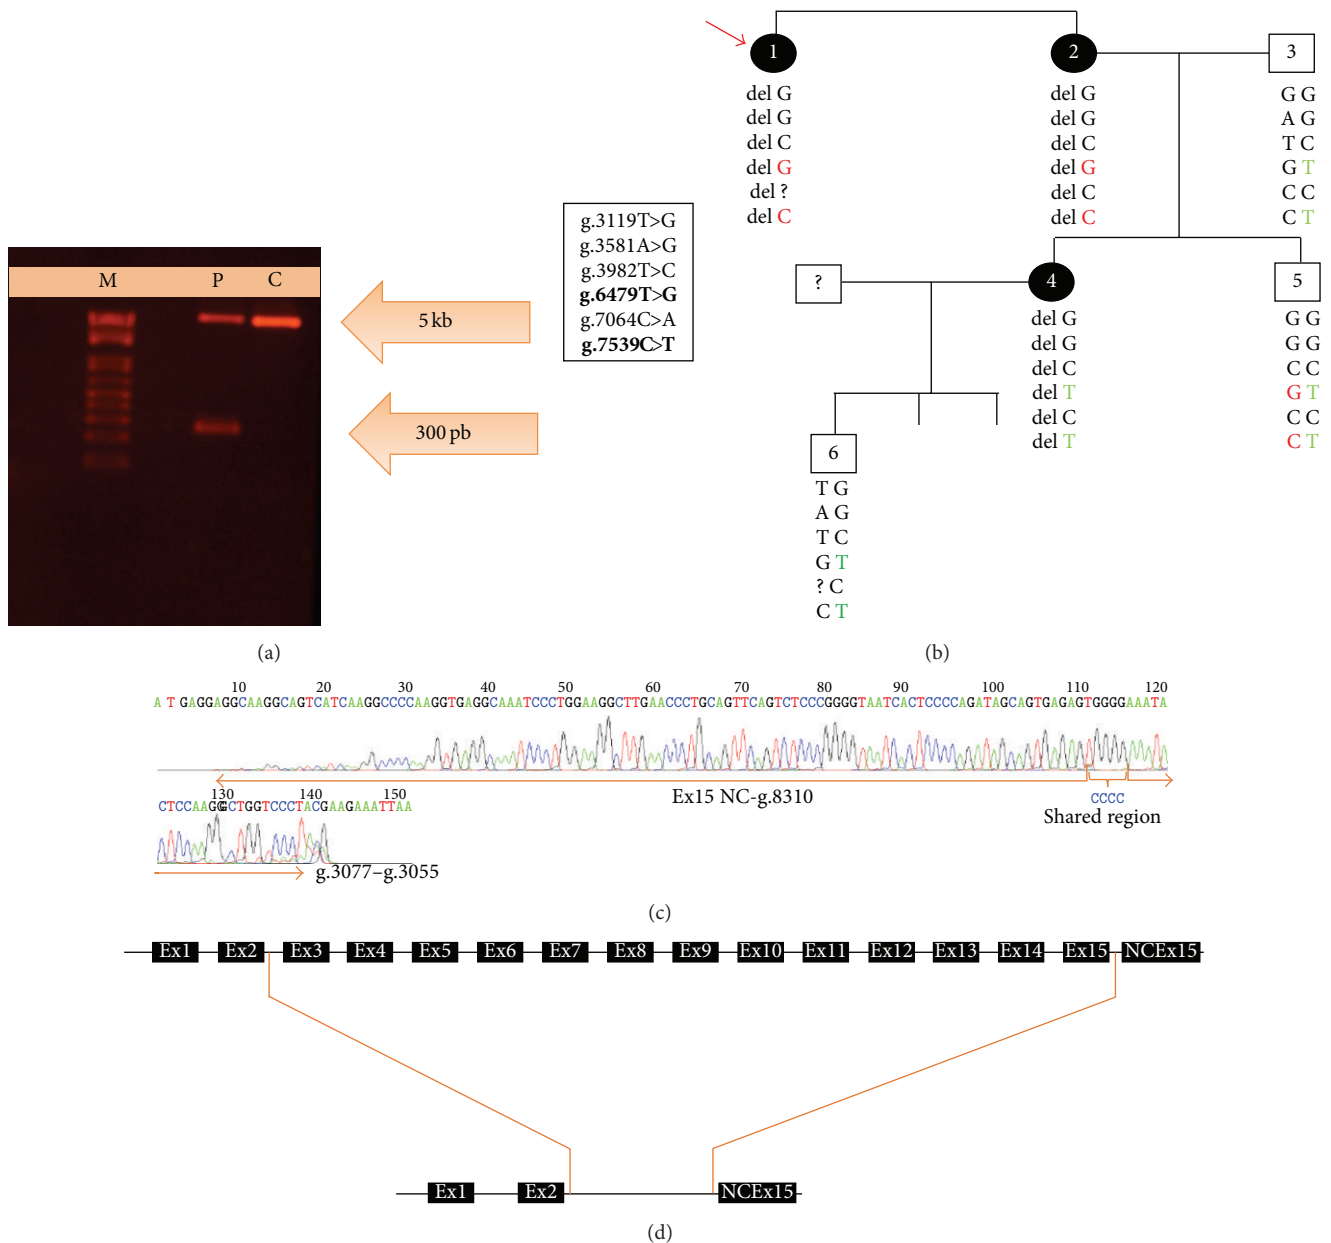 M P C
5 kb
300 pb
(a)
g.3119T>G
g.3581A>G
g.3982T>C
g.6479T>G
g.7064C>A
g.7539C>T
1
del G
del G
del C
del G
del ?
del C
2
del G
del G
del C
del G
del C
del C
3
G G
A G
T C
G T
C C
C T
?
4
del G
del G
del C
del T
del C
del T
5
G G
G G
C C
G T
C C
C T
6
T G
A G
T C
G T
? C
C T
(b)
10 20 30 40 50 60 70 80 90 100 110 120
A T GAGGAGGCAAGGCAGTCATCAAGGCCCCAAGGTGAGGCAAATCCCTGGAAGGCTTGAACCCTGCAGTTCAGTCTCCCGGGGTAATCACTCCCCAGATAGCAGTGAGAGTGGGGAAATA
Ex15 NC-g.8310
CCCC
Shared region
130 140 150
CTCCAAGGGCTGGTCCCTACGAAGAAATTAA
g.3077–g.3055
(c)
Ex1 Ex2 Ex3 Ex4 Ex5 Ex6 Ex7 Ex8 Ex9 Ex10 Ex11 Ex12 Ex13 Ex14 Ex15 NCEx15
Ex1 Ex2 NCEx15
(d)